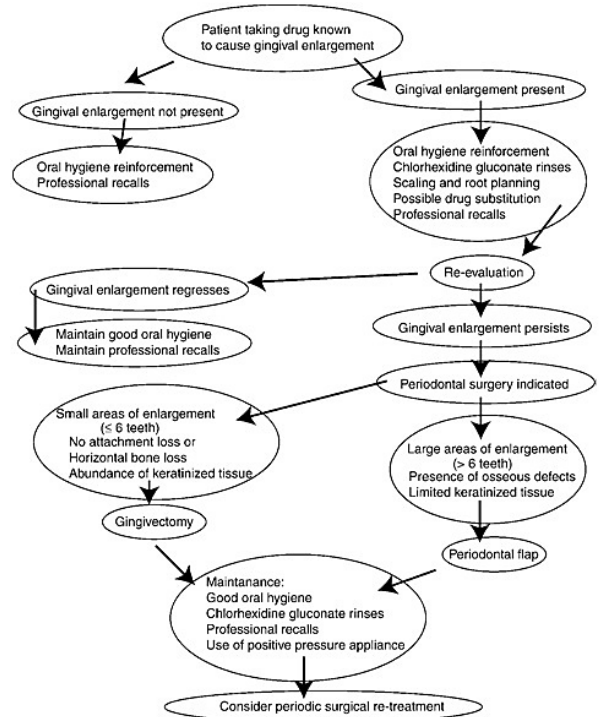 Patient taking drug known
to cause gingival enlargement
Gingival enlargement not present
Gingival enlargement present
Oral hygiene reinforcement
Professional recalls
Oral hygiene reinforcement
Chlorhexidine gluconate rinses
Scaling and root planning
Possible drug substitution
Professional recalls
Re-evaluation
Gingival enlargement regresses
Gingival enlargement persists
Maintain good oral hygiene
Maintain professional recalls
Periodontal surgery indicated
Small areas of enlargement
(≤ 6 teeth)
No attachment loss or
Horizontal bone loss
Abundance of keratinized tissue
Large areas of enlargement
(> 6 teeth)
Presence of osseous defects
Limited keratinized tissue
Gingivectomy
Periodontal flap
Maintanance:
Good oral hygiene
Chlorhexidine gluconate rinses
Professional recalls
Use of positive pressure appliance
Consider periodic surgical re-treatment